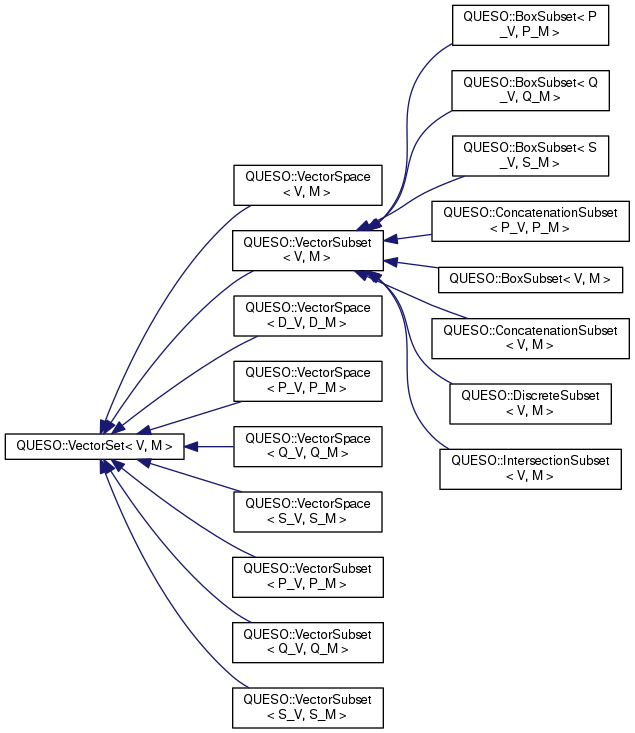 QUESO::BoxSubset< P
_V, P_M >
QUESO::BoxSubset< Q
_V, Q_M >
QUESO::BoxSubset< S
_V, S_M >
QUESO::VectorSpace
< V, M >
QUESO::ConcatenationSubset
< P_V, P_M >
QUESO::VectorSubset
< V, M >
QUESO::BoxSubset< V, M >
QUESO::VectorSpace
< D_V, D_M >
QUESO::ConcatenationSubset
< V, M >
QUESO::VectorSpace
< P_V, P_M >
QUESO::DiscreteSubset
< V, M >
QUESO::VectorSet< V, M >
QUESO::VectorSpace
< Q_V, Q_M >
QUESO::IntersectionSubset
< V, M >
QUESO::VectorSpace
< S_V, S_M >
QUESO::VectorSubset
< P_V, P_M >
QUESO::VectorSubset
< Q_V, Q_M >
QUESO::VectorSubset
< S_V, S_M >